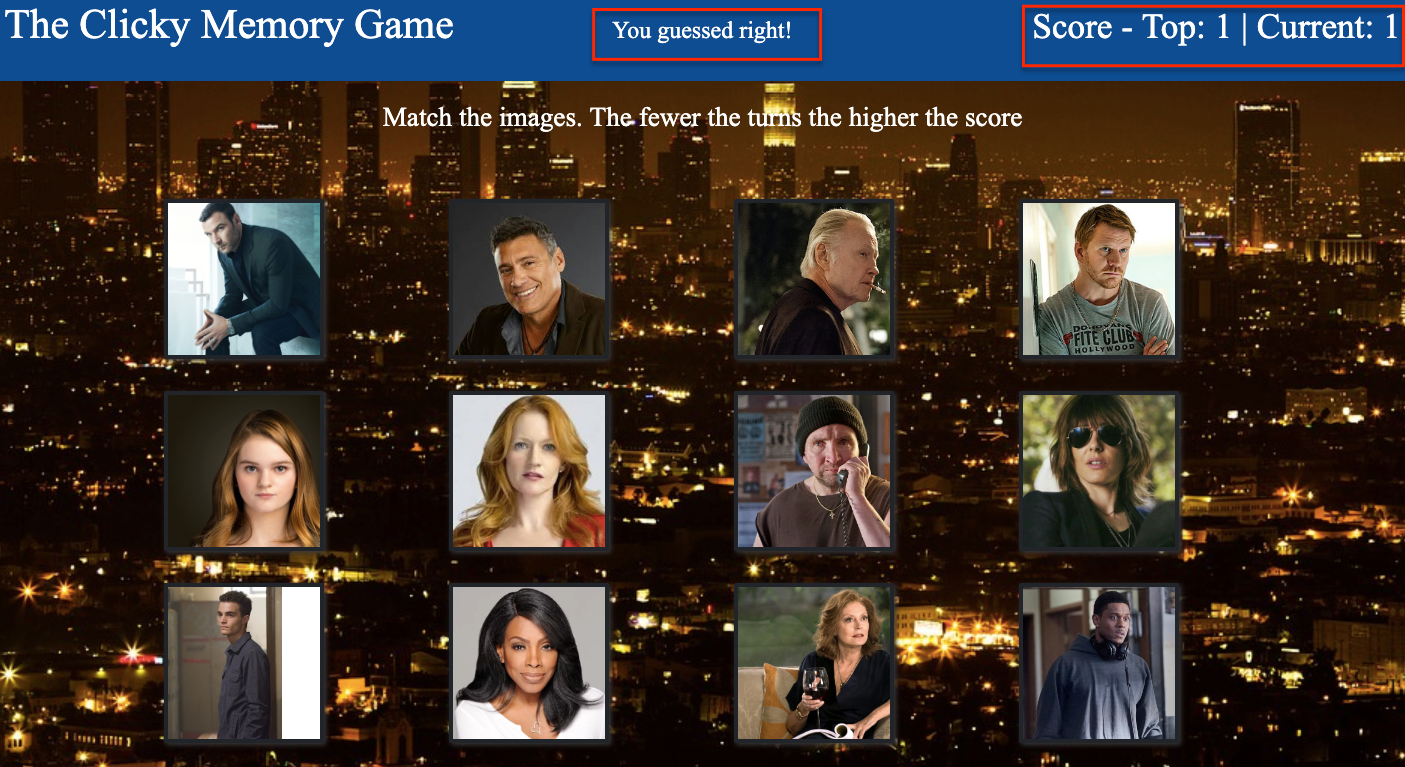 The Clicky Memory Game
You guessed right!
Score - Top: 1 | Current: 1
Match the images. The fewer the turns the higher the score
DONOVANS
FITE CLUB
HOLLYWOOD